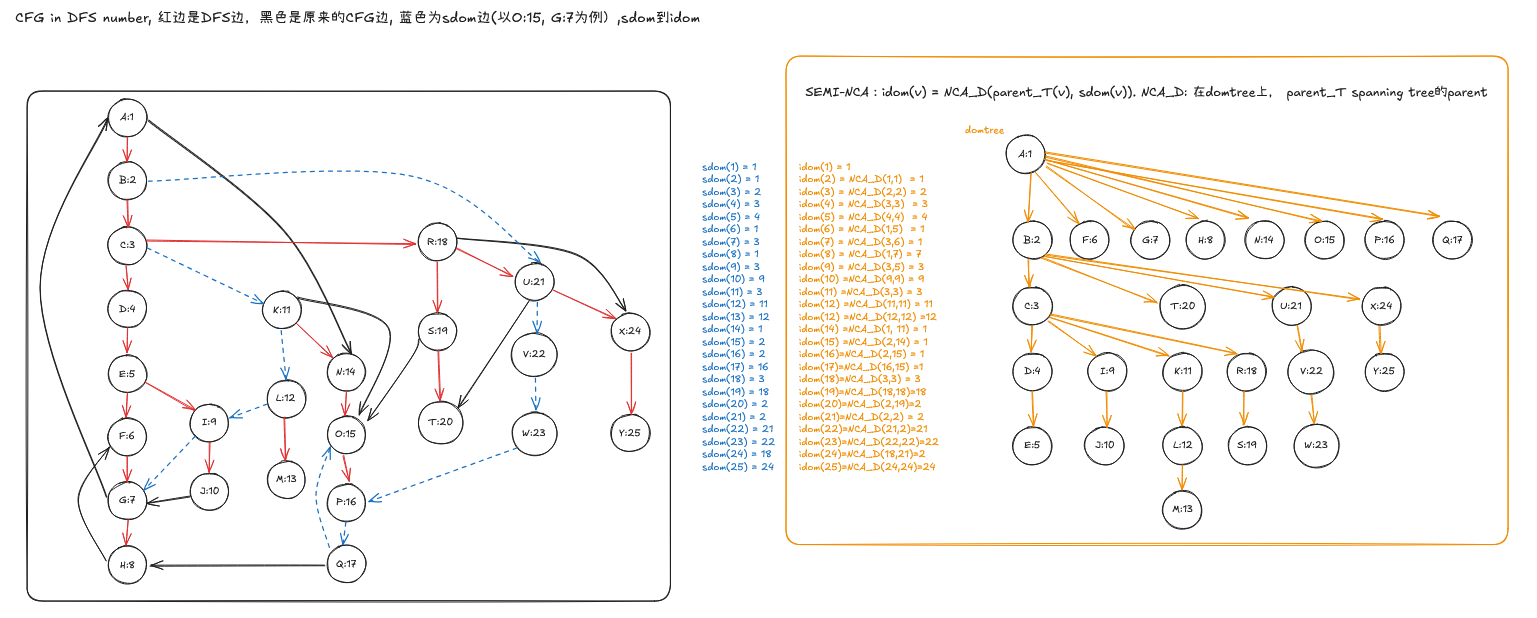 CFG in DFS number, 红边是DFS边, 黑色是原来的CFG边, 蓝色为sdom边(以O:15, G:7为例) ,sdom到idom
A:1
B:2
C:3
D:4
E:5
F:6
G:7
H:8
I:9
J:10
K:11
L:12
M:13
N:14
O:15
P:16
Q:17
R:18
S:19
T:20
U:21
V:22
W:23
X:24
Y:25
sdom(1) = 1
sdom(2) = 1
sdom(3) = 2
sdom(4) = 3
sdom(5) = 4
sdom(6) = 1
sdom(7) = 3
sdom(8) = 1
sdom(9) = 3
sdom(10) = 9
sdom(11) = 3
sdom(12) = 11
sdom(13) = 12
sdom(14) = 1
sdom(15) = 2
sdom(16) = 2
sdom(17) = 16
sdom(18) = 3
sdom(19) = 18
sdom(20) = 2
sdom(21) = 2
sdom(22) = 21
sdom(23) = 22
sdom(24) = 18
sdom(25) = 24
SEMI-NCA : idom(v) = NCA_D(parent_T(v), sdom(v)). NCA_D: 在domtree上, parent_T spanning tree的parent
idom(1) = 1
idom(2) = NCA_D(1,1) = 1
idom(3) = NCA_D(2,2) = 2
idom(4) = NCA_D(3,3) = 3
idom(5) = NCA_D(4,4) = 4
idom(6) = NCA_D(1,5) = 1
idom(7) = NCA_D(3,6) = 1
idom(8) = NCA_D(1,7) = 7
idom(9) = NCA_D(3,5) = 3
idom(10) =NCA_D(9,9) = 9
idom(11) =NCA_D(3,3) = 3
idom(12) =NCA_D(11,11) = 11
idom(12) =NCA_D(12,12) =12
idom(14) =NCA_D(1, 11) = 1
idom(15) =NCA_D(2,14) = 1
idom(16)=NCA_D(2,15) = 1
idom(17)=NCA_D(16,15) =1
idom(18)=NCA_D(3,3) = 3
idom(19)=NCA_D(18,18)=18
idom(20)=NCA_D(2,19)=2
idom(21)=NCA_D(2,2) = 2
idom(22)=NCA_D(21,2)=21
idom(23)=NCA_D(22,22)=22
idom(24)=NCA_D(18,21)=2
idom(25)=NCA_D(24,24)=24
domtree
A:1
B:2
F:6
G:7
H:8
N:14
O:15
P:16
Q:17
C:3
T:20
U:21
X:24
D:4
I:9
K:11
R:18
V:22
Y:25
E:5
J:10
L:12
S:19
W:23
M:13